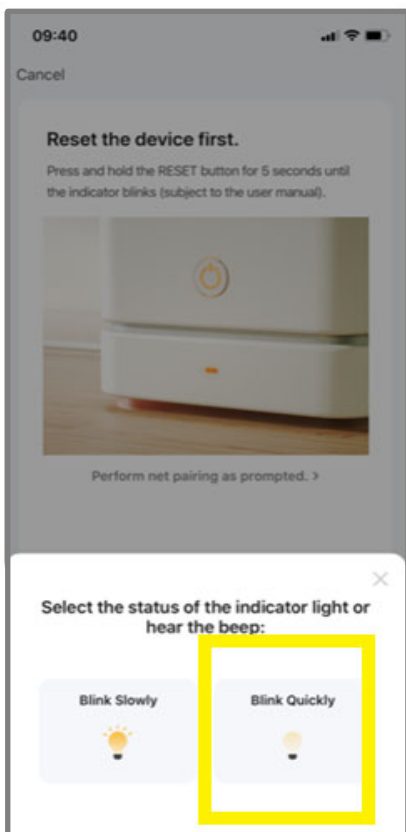 09:40
Cancel
Reset the device first.
Press and hold the RESET button for 5 seconds until
the indicator blinks (subject to the user manual).
Perform net pairing as prompted. >
Select the status of the indicator light or
hear the beep:
Blink Slowly
Blink Quickly